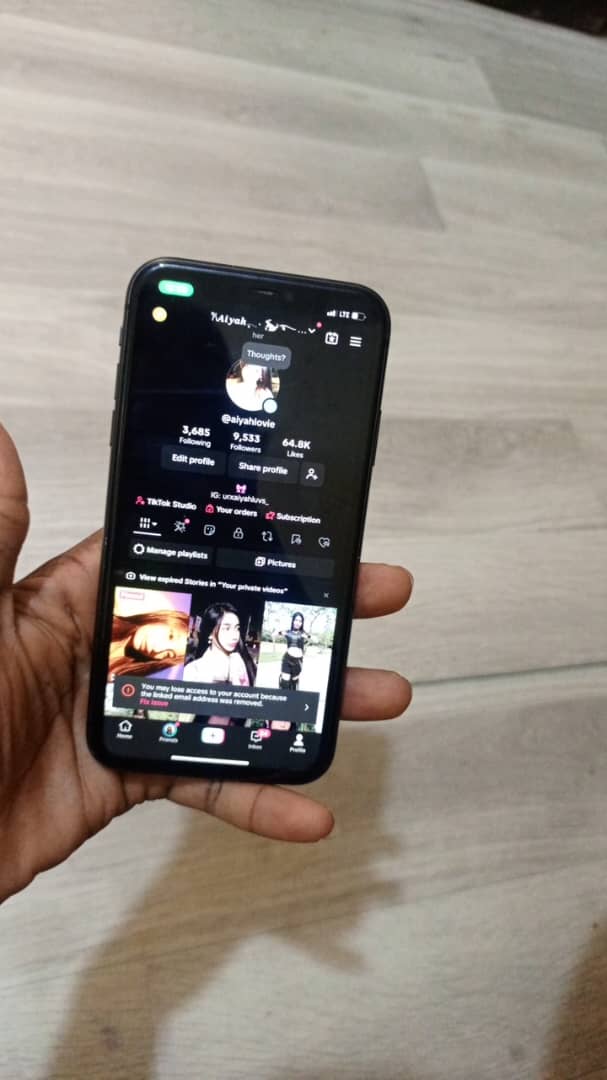 LTE
her
Thoughts?
@aiyahlovie
3,685 9,533 64.8K
Following Followers Likes
Edit profile Share profile
IG: urxaiyahluvs_
TikTok Studio Your orders Subscription
Manage playlists Pictures
View expired Stories in "Your private videos"
Pinned
You may lose access to your account because
the linked email address was removed.
Fix issue
Home Friends Inbox Profile